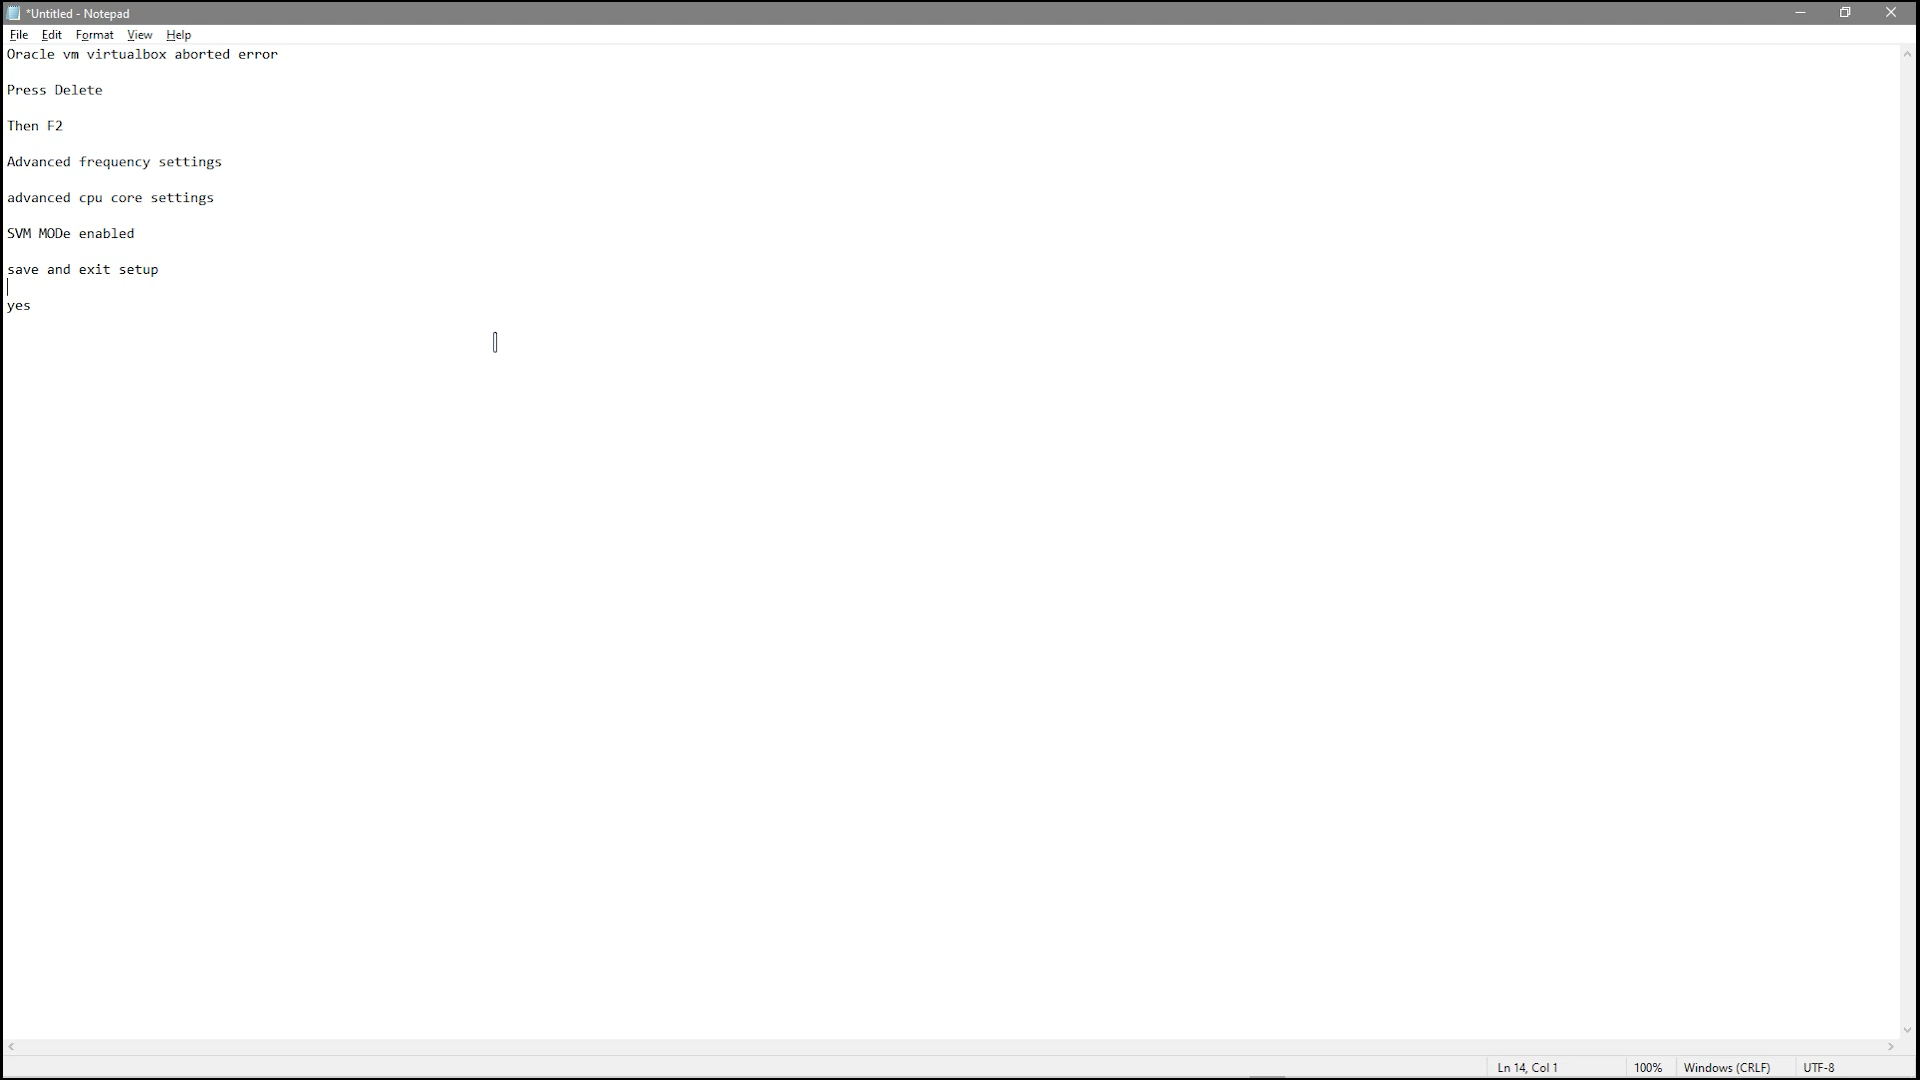 *Untitled - Notepad
File Edit Format View Help
Oracle vm virtualbox aborted error
Press Delete
Then F2
Advanced frequency settings
advanced cpu core settings
SVM MODe enabled
save and exit setup
yes
Ln 14, Col 1 100% Windows (CRLF) UTF-8